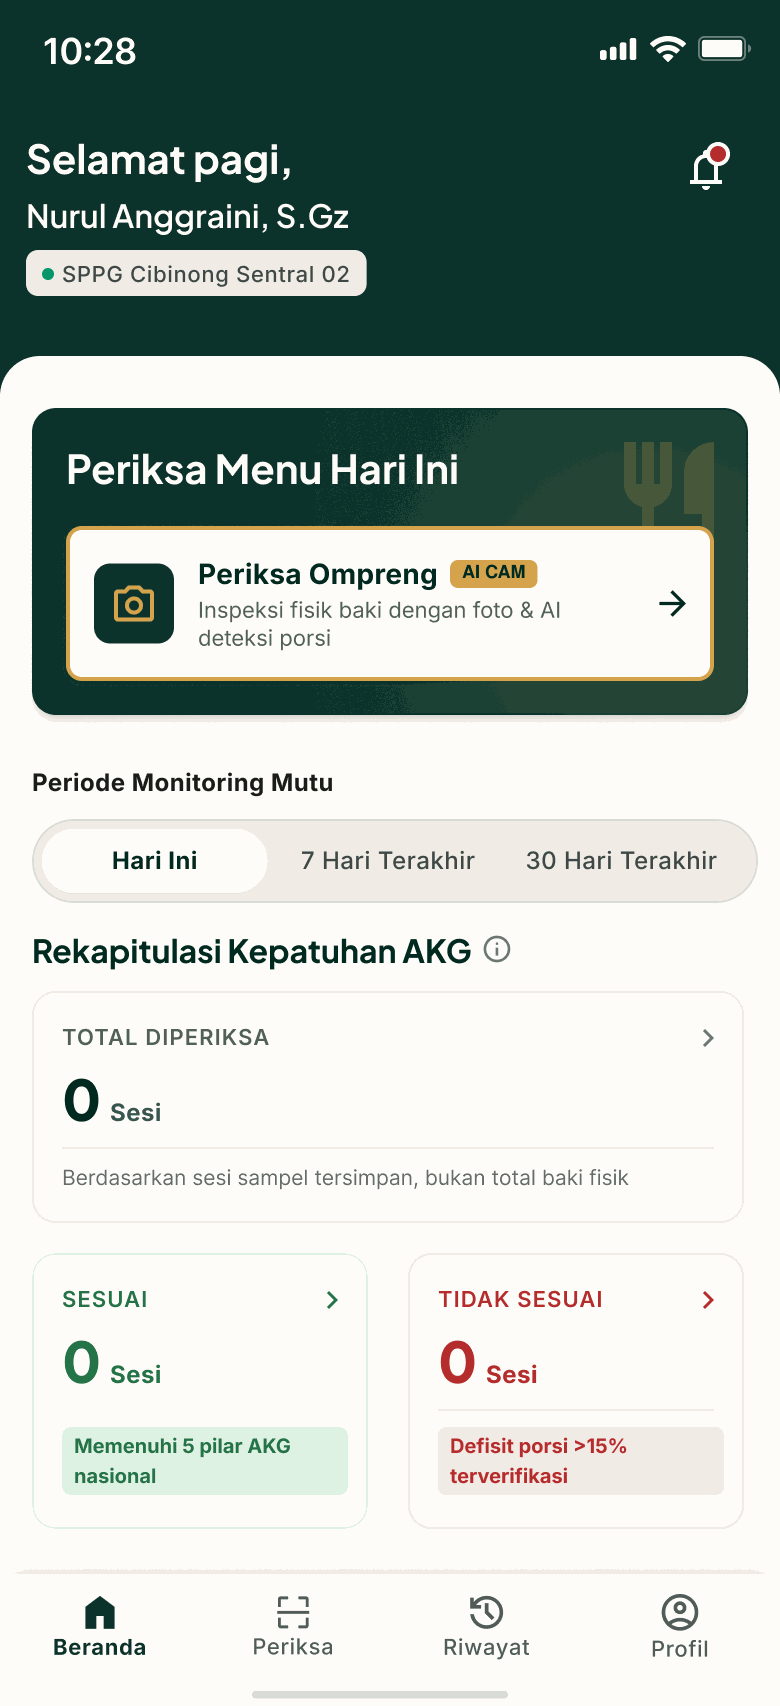 10:28
Selamat pagi,
Nurul Anggraini, S.Gz
SPPG Cibinong Sentral 02
Periksa Menu Hari Ini
Periksa Ompreng AI CAM
Inspeksi fisik baki dengan foto & AI
deteksi porsi
Periode Monitoring Mutu
Hari Ini 7 Hari Terakhir 30 Hari Terakhir
Rekapitulasi Kepatuhan AKG
TOTAL DIPERIKSA
0 Sesi
Berdasarkan sesi sampel tersimpan, bukan total baki fisik
SESUAI
0 Sesi
Memenuhi 5 pilar AKG
nasional
TIDAK SESUAI
0 Sesi
Defisit porsi >15%
terverifikasi
Beranda Periksa Riwayat Profil